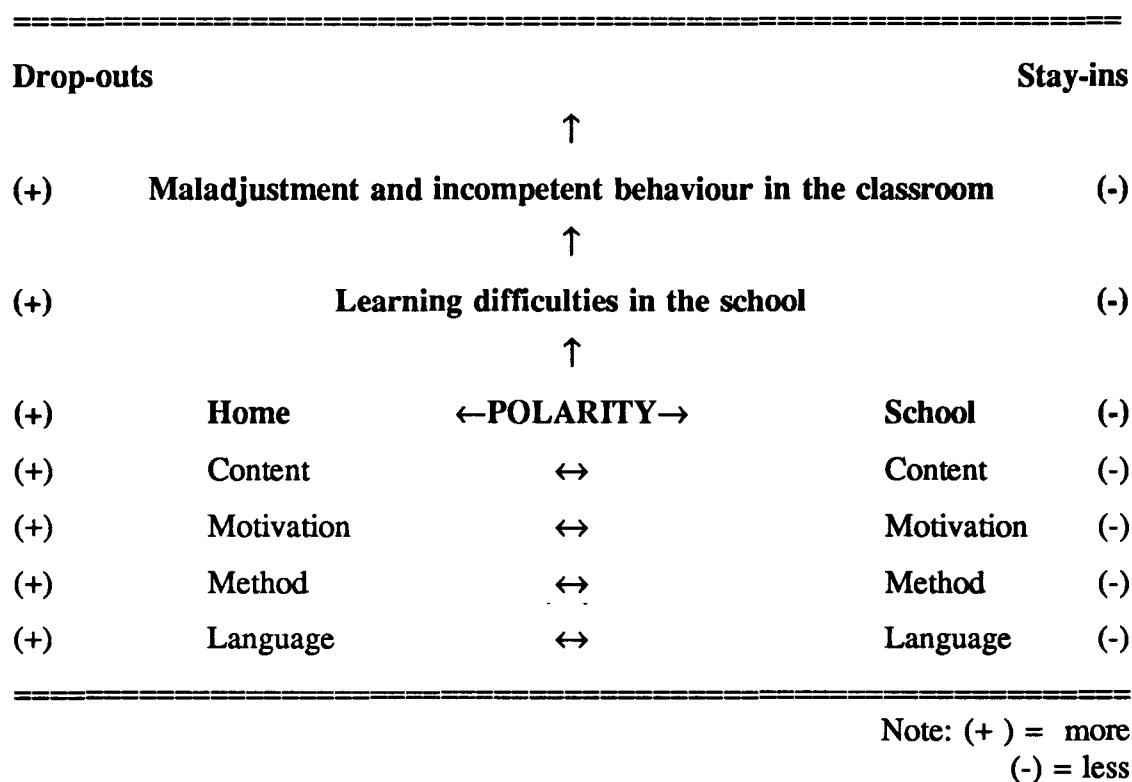 Drop-outs Stay-ins
↑
(+) Maladjustment and incompetent behaviour in the classroom (-)
↑
(+) Learning difficulties in the school (-)
↑
(+) Home ←POLARITY→ School (-)
(+) Content ↔ Content (-)
(+) Motivation ↔ Motivation (-)
(+) Method ↔ Method (-)
(+) Language ↔ Language (-)
Note: (+ ) = more
(-) = less